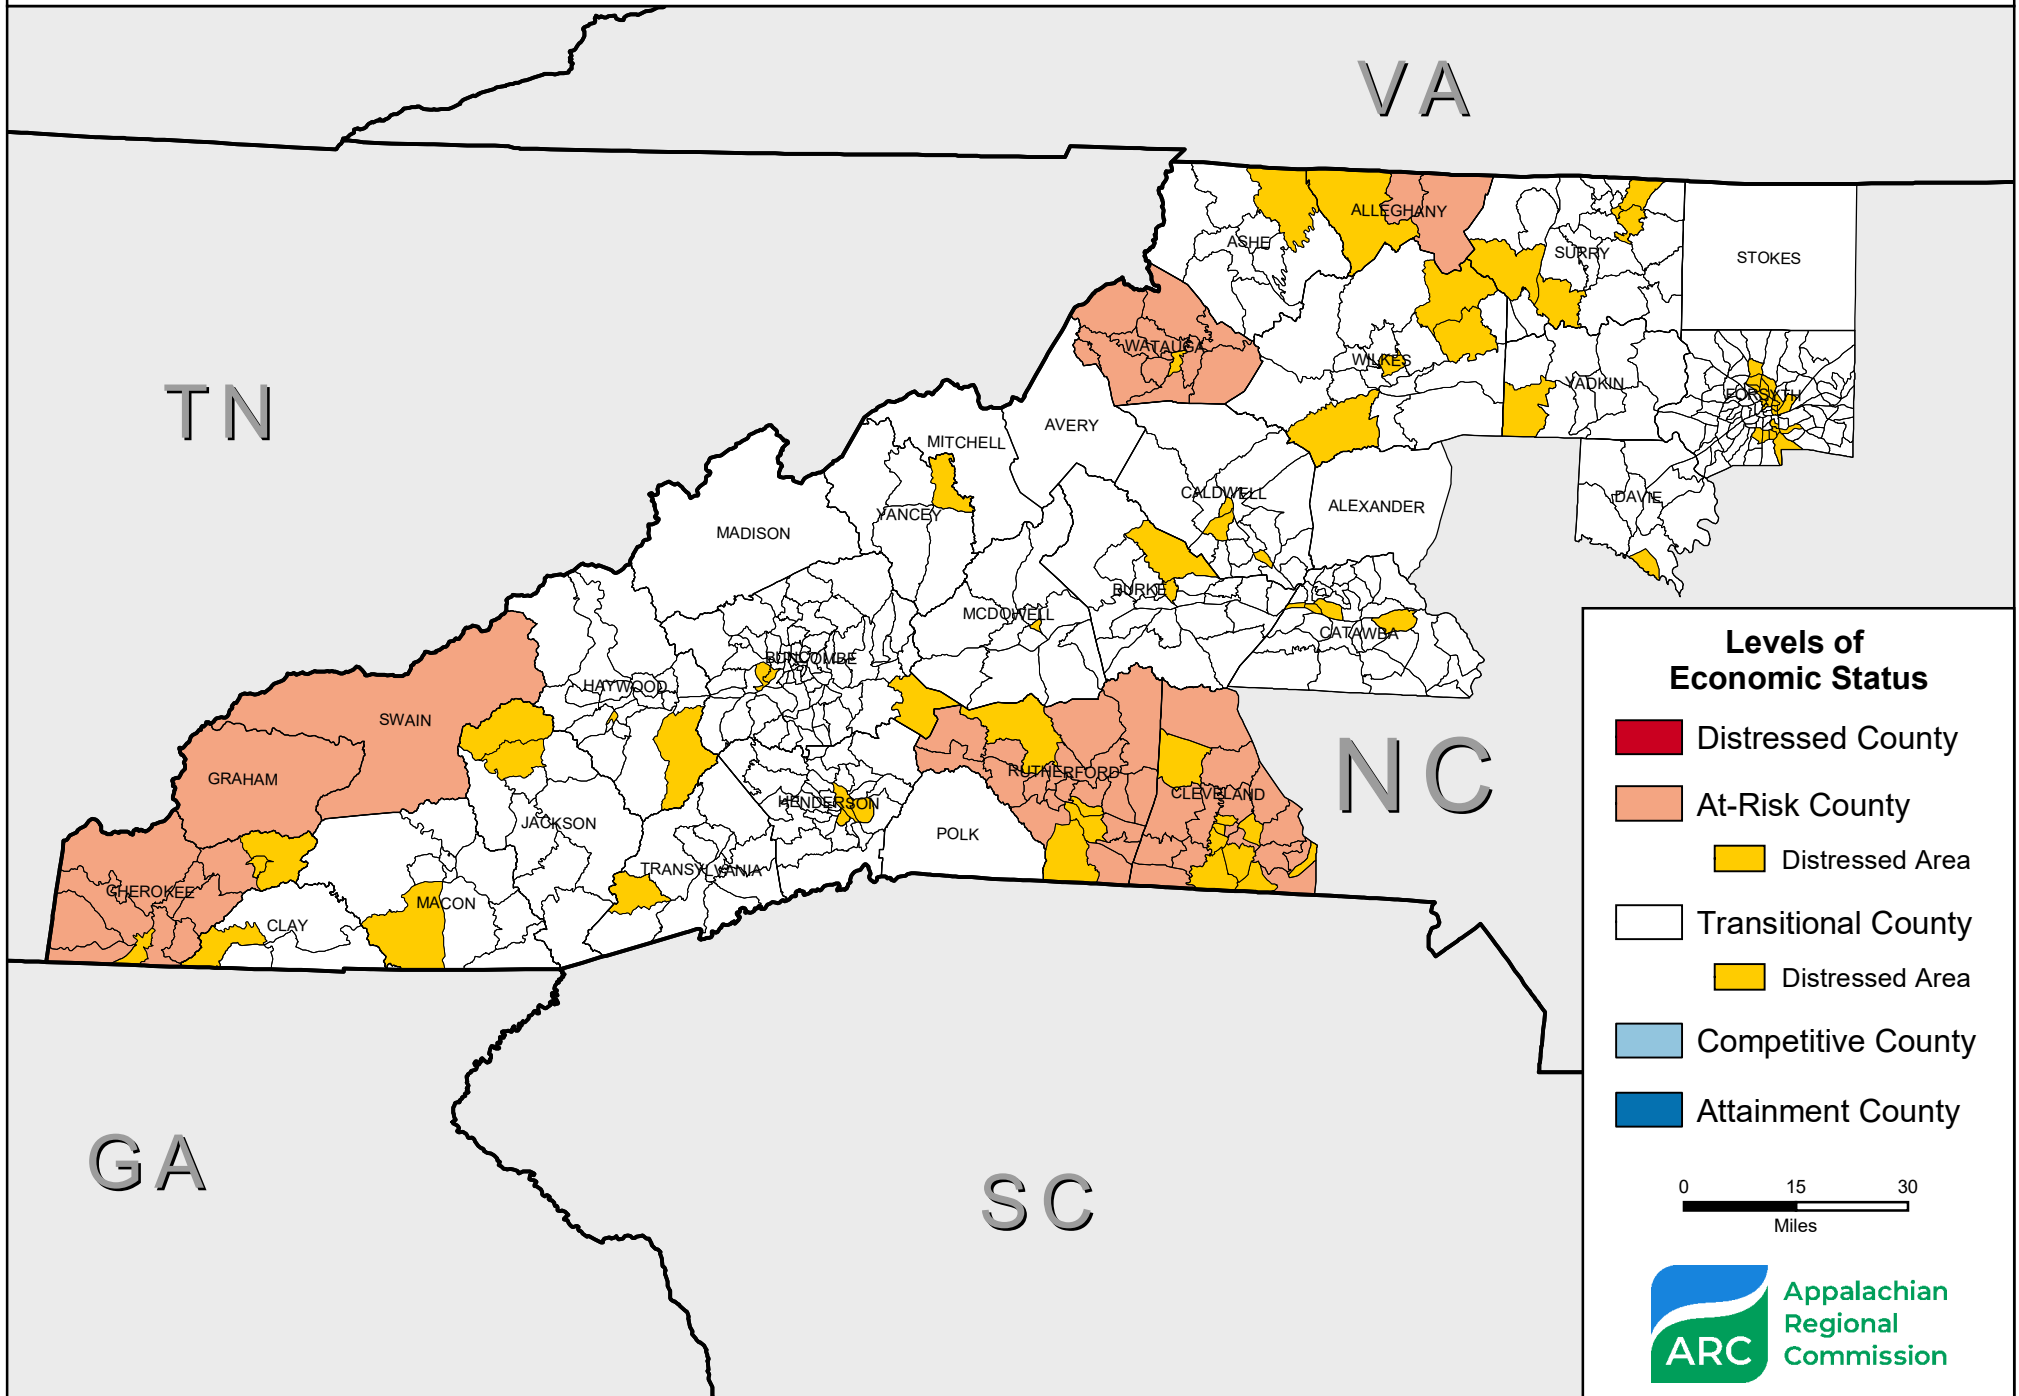 VA
ALLEGHANY
ASHE
SURRY
STOKES
WATAUGA
WILKES
YADKIN
FORSYTH
TN
AVERY
MITCHELL
CALDWELL
DAVIE
ALEXANDER
YANCEY
MADISON
BURKE
MCDOWELL
CATAWBA
BUNCOMBE
HAYWOOD
SWAIN
GRAHAM
RUTHERFORD
NC
CLEVELAND
HENDERSON
JACKSON
POLK
TRANSYLVANIA
CHEROKEE
MACON
CLAY
GA
SC
Levels of
Economic Status
Distressed County
At-Risk County
Distressed Area
Transitional County
Distressed Area
Competitive County
Attainment County
0 15 30
Miles
ARC
Appalachian
Regional
Commission